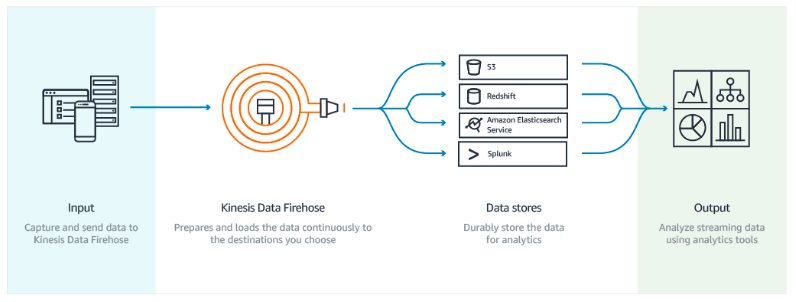 S3
Redshift
Amazon Elasticsearch
Service
Splunk
Input
Capture and send data to
Kinesis Data Firehose
Kinesis Data Firehose
Prepares and loads the data continuously to
the destinations you choose
Data stores
Durably store the data
for analytics
Output
Analyze streaming data
using analytics tools